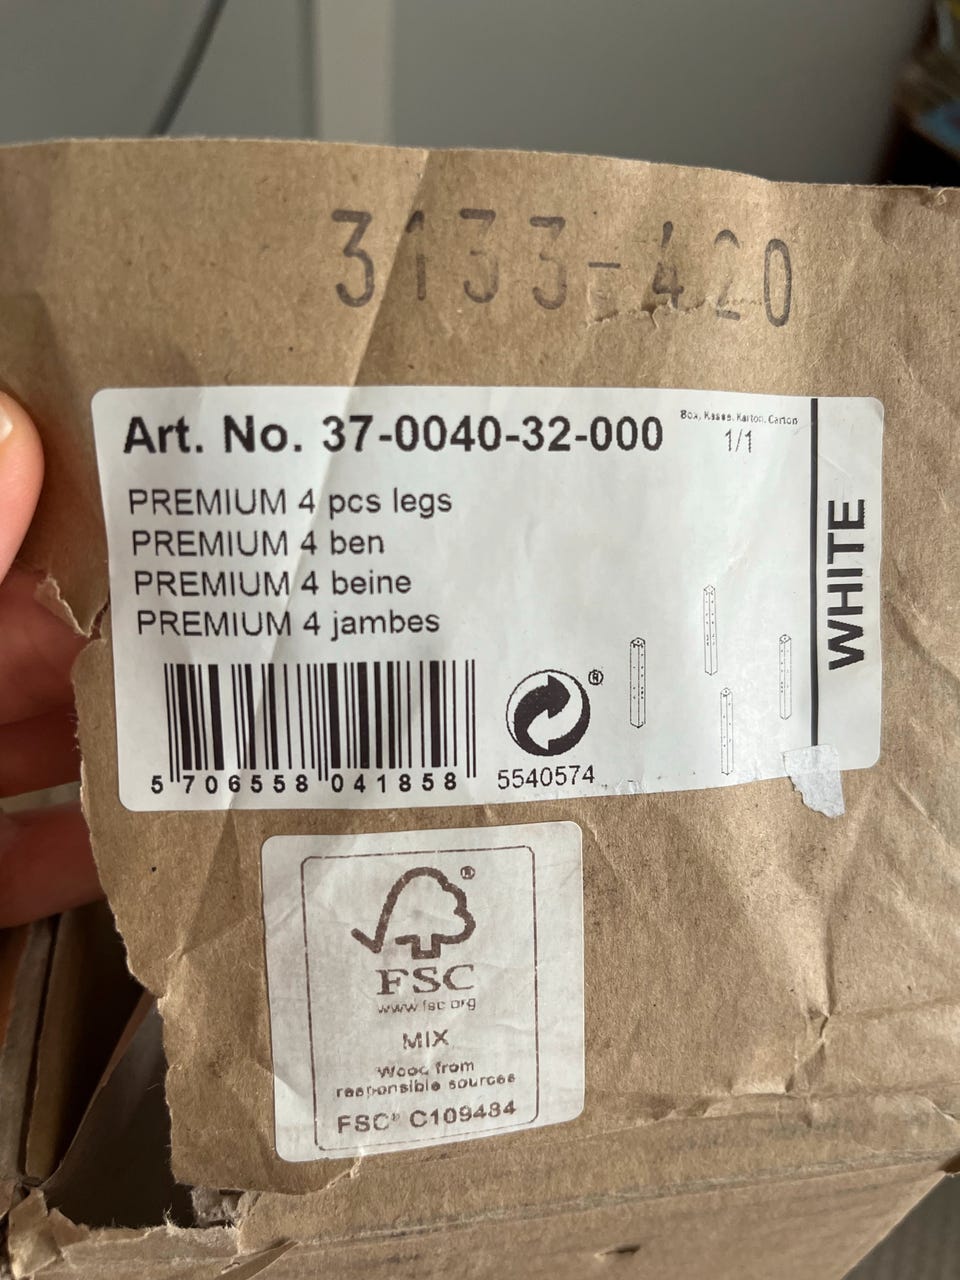 3133-420
Art. No. 37-0040-32-000
Box, Kasse, Karton, Carton
1/1
PREMIUM 4 pcs legs
PREMIUM 4 ben
PREMIUM 4 beine
PREMIUM 4 jambes
WHITE
5 706558 041858
®
5540574
®
FSC
www.fsc.org
MIX
Wood from
responsible sources
FSC® C109484